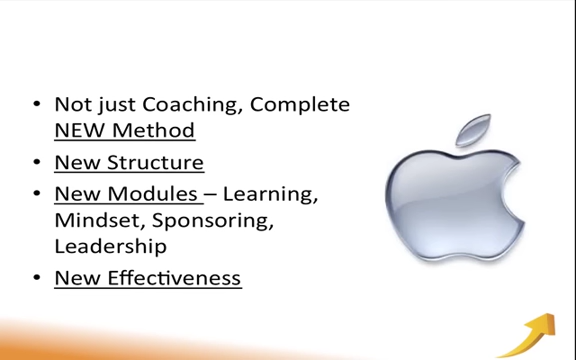 • Not just Coaching, Complete
NEW Method
• New Structure
• New Modules – Learning,
Mindset, Sponsoring,
Leadership
• New Effectiveness